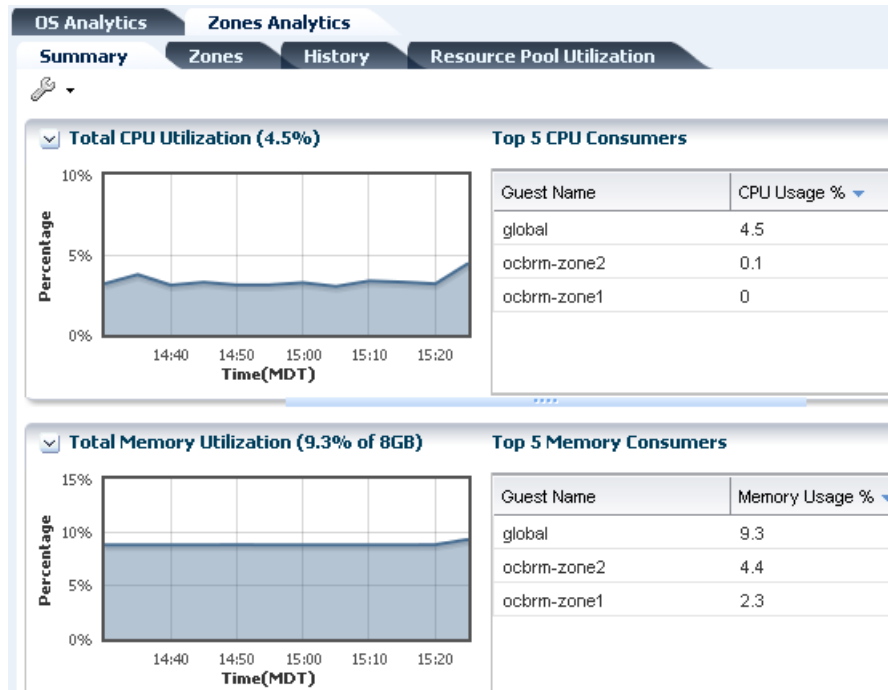 OS Analytics Zones Analytics
Summary Zones History Resource Pool Utilization
Total CPU Utilization (4.5%)
10%
5%
0%
Percentage
14:40 14:50 15:00 15:10 15:20
Time(MDT)
Top 5 CPU Consumers
Guest Name CPU Usage %
global 4.5
ocbrm-zone2 0.1
ocbrm-zone1 0
Total Memory Utilization (9.3% of 8GB)
15%
10%
5%
0%
Percentage
14:40 14:50 15:00 15:10 15:20
Time(MDT)
Top 5 Memory Consumers
Guest Name Memory Usage %
global 9.3
ocbrm-zone2 4.4
ocbrm-zone1 2.3